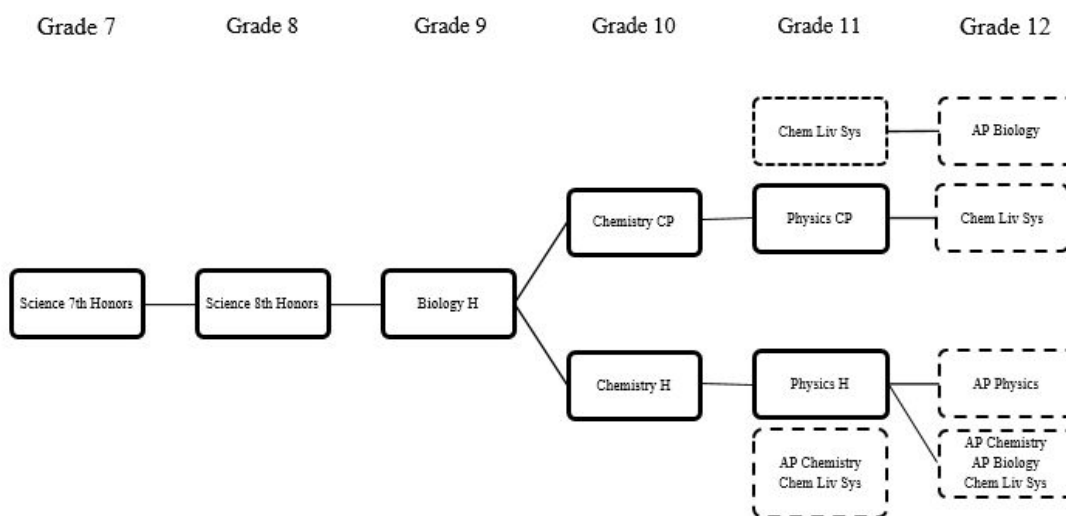 Grade 7
Grade 8
Grade 9
Grade 10
Grade 11
Grade 12
Chem Liv Sys
AP Biology
Chemistry CP
Physics CP
Chem Liv Sys
Science 7th Honors
Science 8th Honors
Biology H
Chemistry H
Physics H
AP Physics
AP Chemistry
Chem Liv Sys
AP Chemistry
AP Biology
Chem Liv Sys